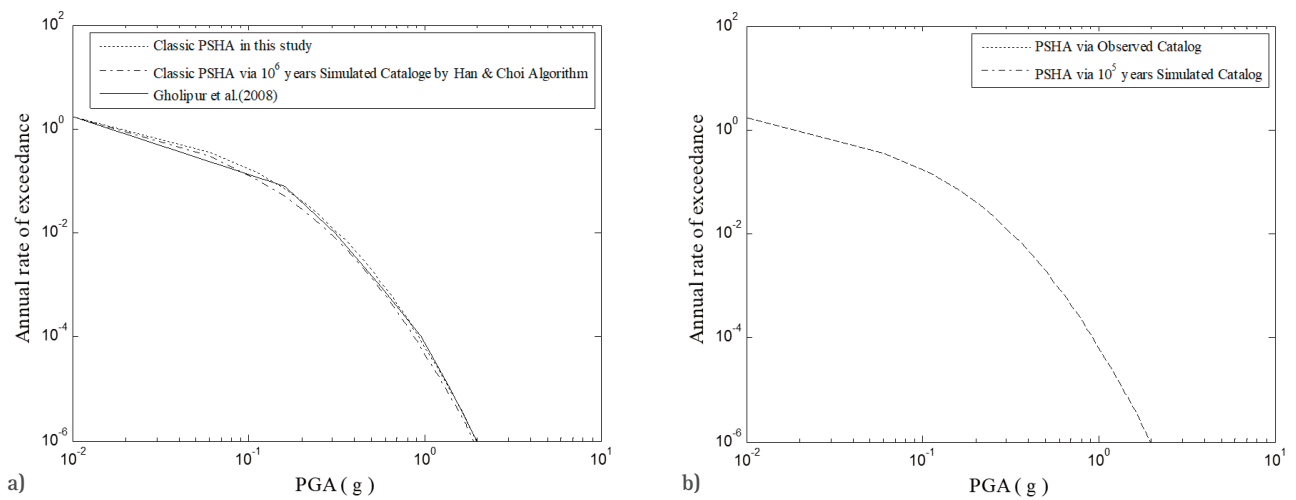 10^2
10^0
10^-2
10^-4
10^-6
Annual rate of exceedance
Classic PSHA in this study
Classic PSHA via 10^6 years Simulated Cataloge by Han & Choi Algorithm
Gholipur et al.(2008)
10^-2
10^-1
10^0
10^1
PGA ( g )
a)
10^2
10^0
10^-2
10^-4
10^-6
Annual rate of exceedance
PSHA via Observed Catalog
PSHA via 10^5 years Simulated Catalog
10^-2
10^-1
10^0
10^1
PGA ( g )
b)